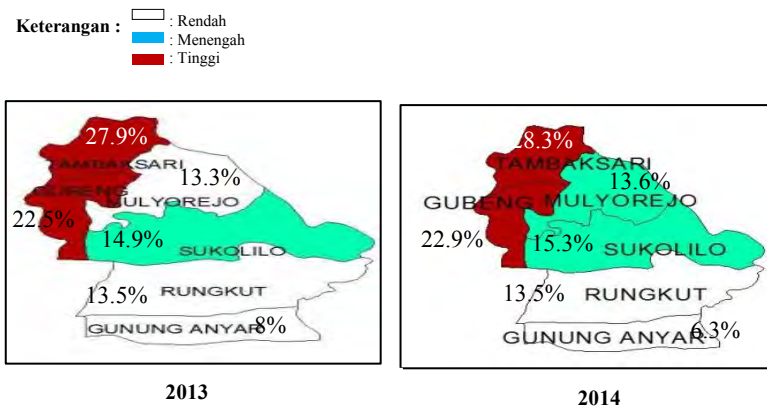 Keterangan :
: Rendah
: Menengah
: Tinggi
27.9%
TAMBAKSARI
13.3%
GUBENG
MULYOREJO
22.5%
14.9%
SUKOLILO
13.5%
RUNGKUT
GUNUNG ANYAR
8%
2013
28.3%
TAMBAKSARI
13.6%
GUBENG
MULYOREJO
22.9%
15.3%
SUKOLILO
13.5%
RUNGKUT
6.3%
GUNUNG ANYAR
2014